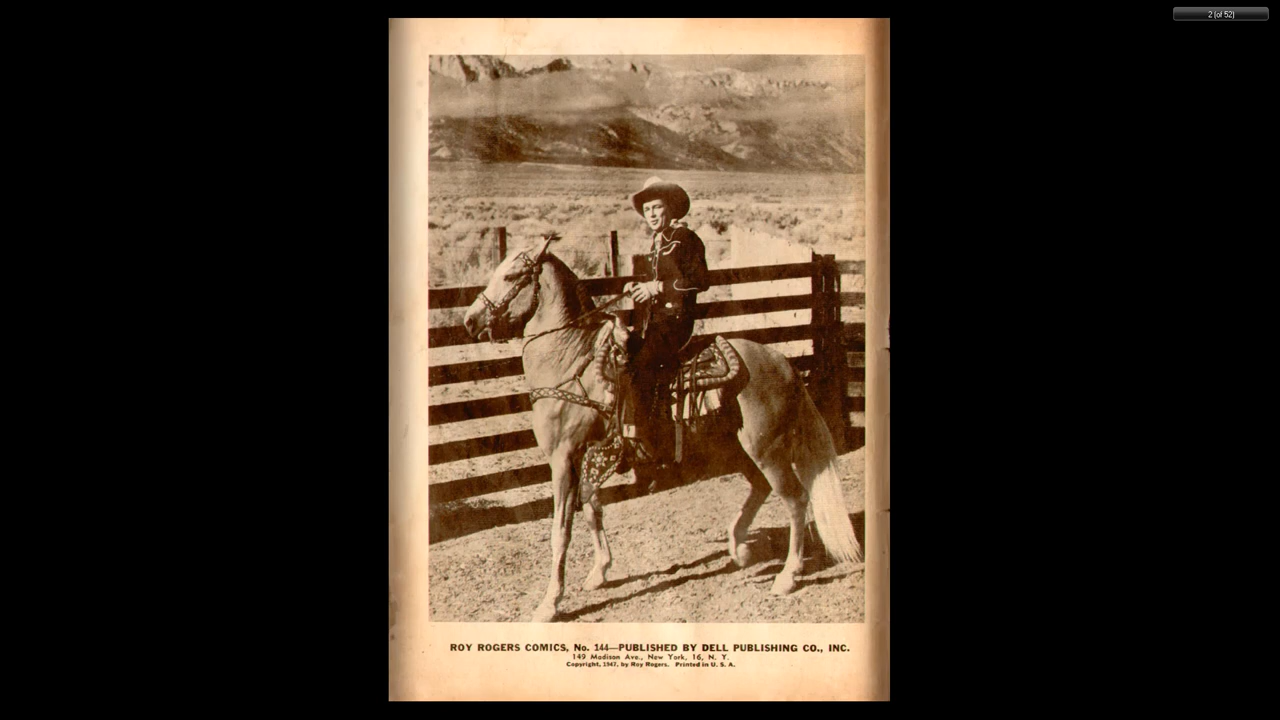 2 (of 52)
ROY ROGERS COMICS, No. 144—PUBLISHED BY DELL PUBLISHING CO., INC.
149 Madison Ave., New York, 16, N. Y.
Copyright, 1947, by Roy Rogers. Printed in U. S. A.